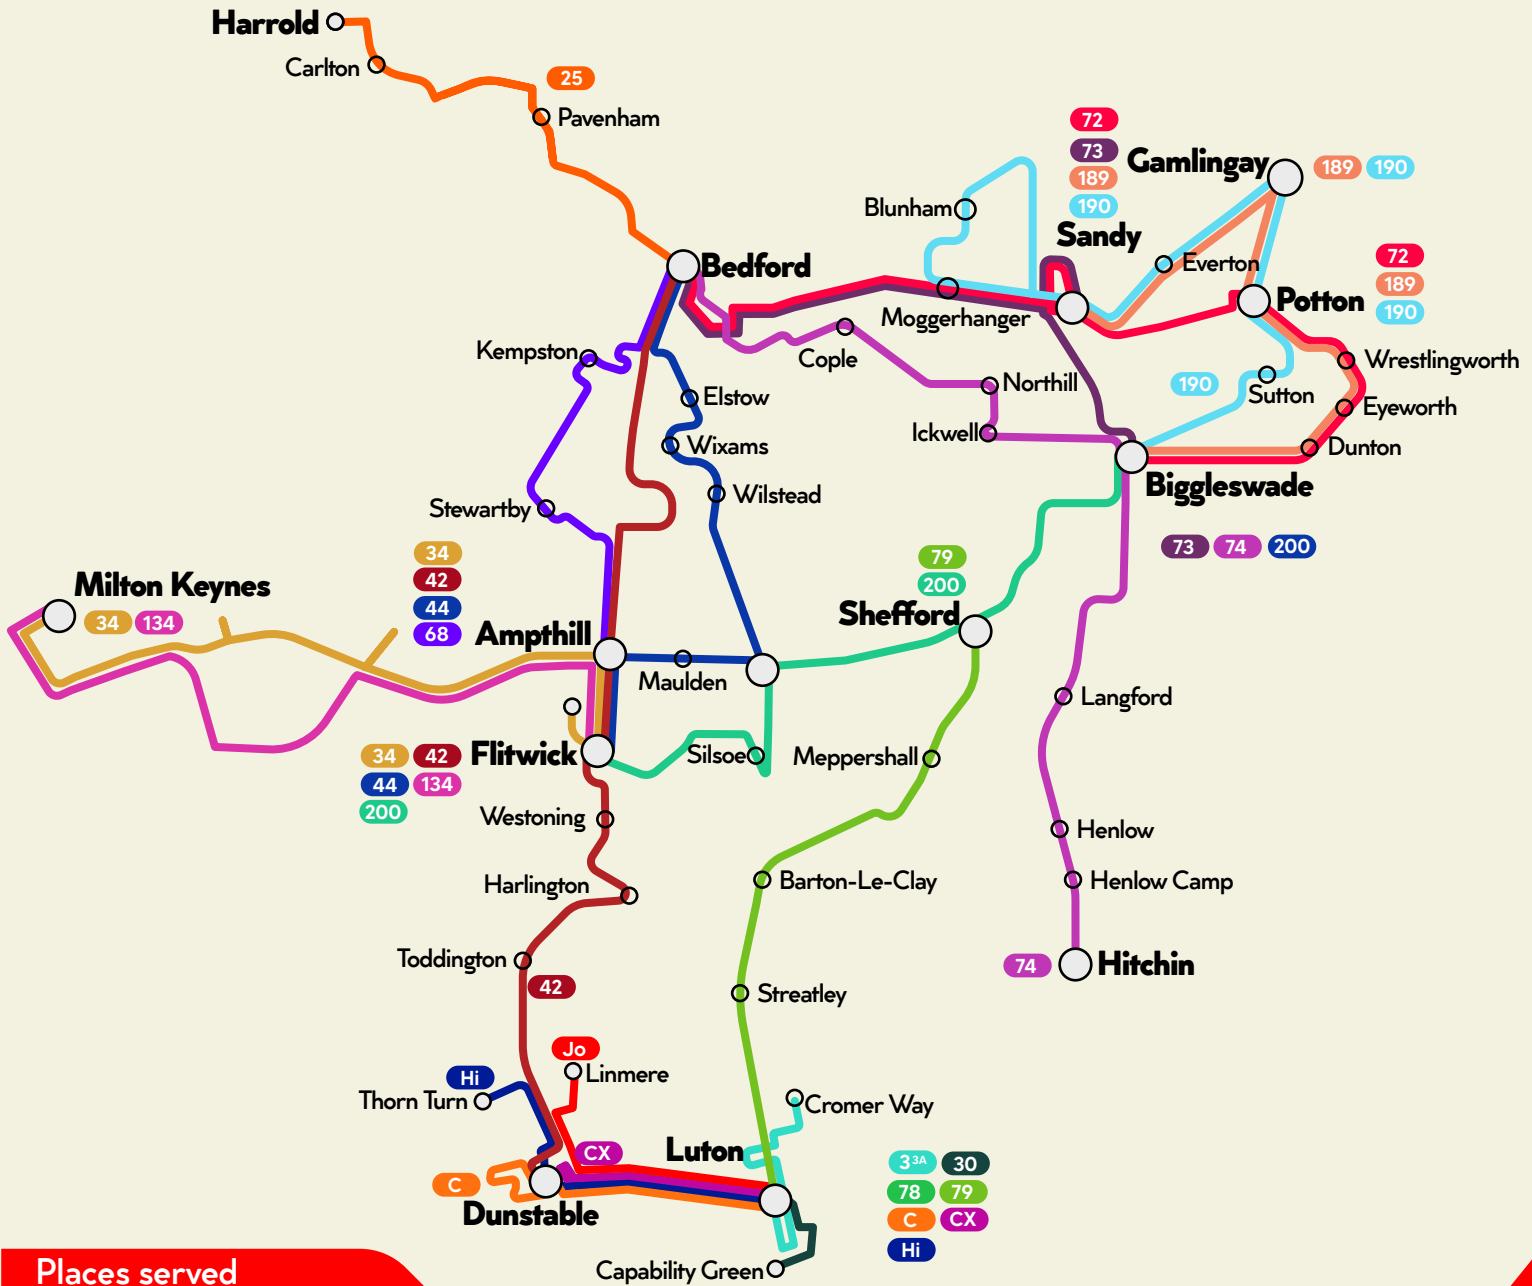 Harrold
Carlton
25
Pavenham
72
73
189
190
Gamlingay
189 190
Blunham
Sandy
Everton
72
189
190
Bedford
Potton
Moggerhanger
Kempston
Cople
Wrestlingworth
Northill
190
Sutton
Elstow
Eyeworth
Ickwell
Wixams
Dunton
Biggleswade
Wilstead
Stewartby
73 74 200
34
42
44
68
79
200
Milton Keynes
34 134
Shefford
Ampthill
Maulden
Langford
34 42
44 134
200
Flitwick
Silsoe
Meppershall
Westoning
Henlow
Harlington
Barton-Le-Clay
Henlow Camp
Toddington
74
Hitchin
42
Streatley
Jo
Linmere
Hi
Thorn Turn
Cromer Way
Luton
CX
3 3A 30
78 79
C CX
Hi
C
Dunstable
Capability Green
Places served